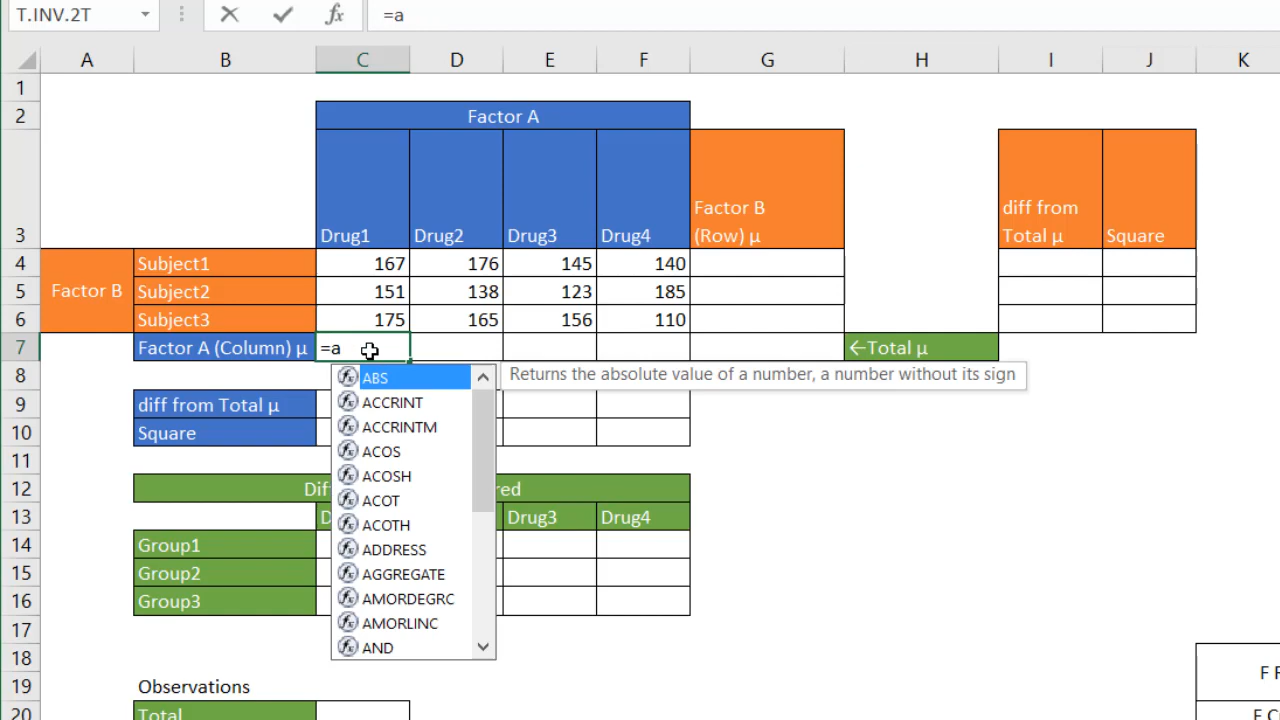 T.INV.2T fx =a
A B C D E F G H I J K
1
2 Factor A
3 Drug1 Drug2 Drug3 Drug4 Factor B (Row) μ diff from Total μ Square
4 Subject1 167 176 145 140
Factor B
5 Subject2 151 138 123 185
6 Subject3 175 165 156 110
7 Factor A (Column) μ =a ←Total μ
8 ABS Returns the absolute value of a number, a number without its sign
9 diff from Total μ ACCRINT
10 Square ACCRINTM
ACOS
11 ACOSH
12 ACOT
13 ACOTH Drug3 Drug4
14 Group1 ADDRESS
15 Group2 AGGREGATE
16 Group3 AMORDEGRC
17 AMORLINC
18 AND
19 Observations
20 Total